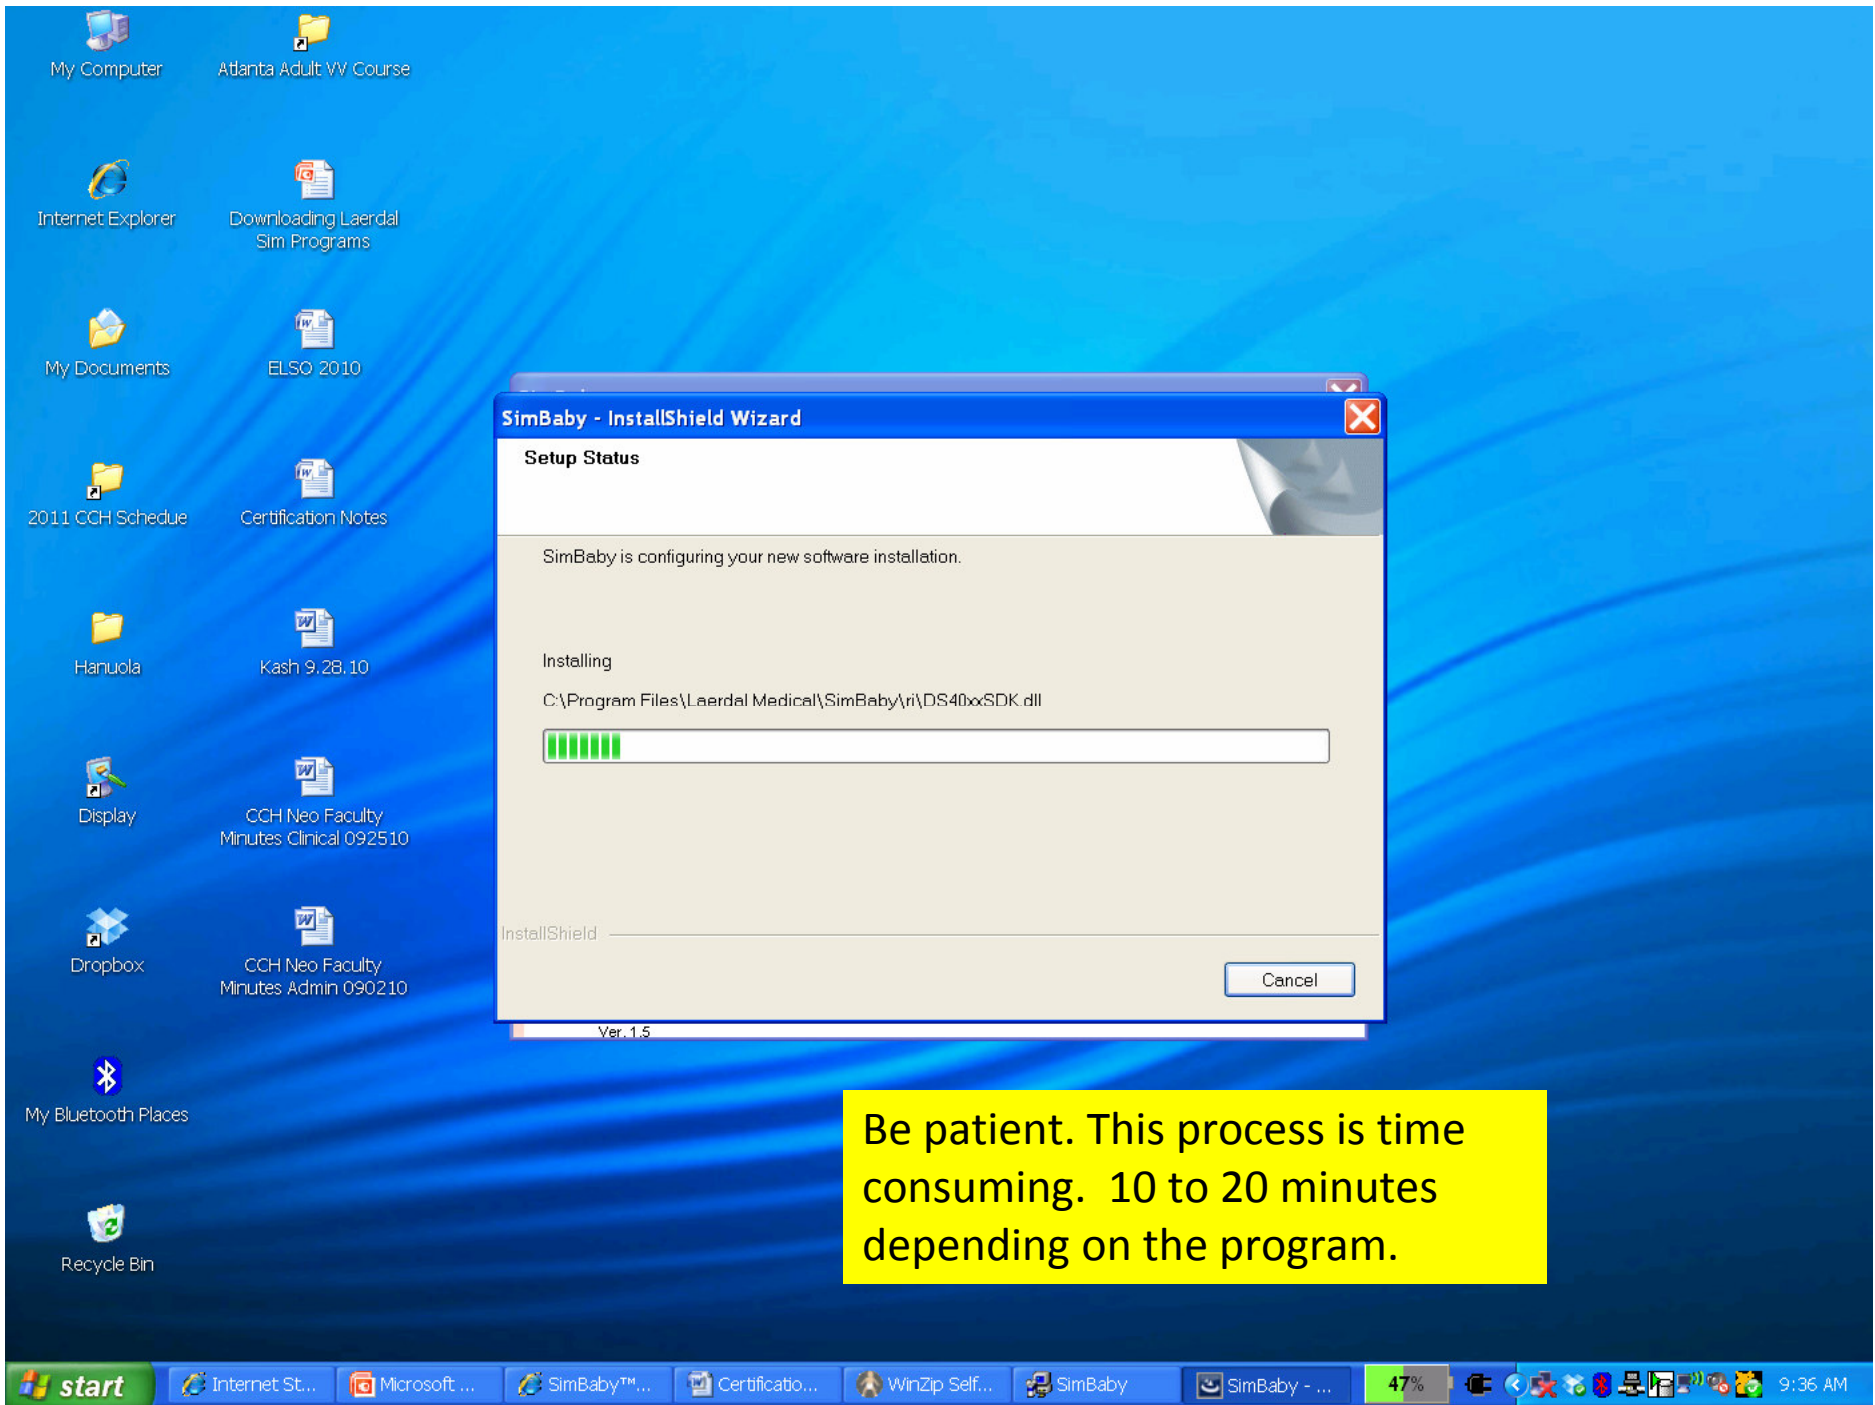 My Computer
Atlanta Adult VV Course
Internet Explorer
Downloading Laerdal
Sim Programs
My Documents
ELSO 2010
2011 CCH Schedue
Certification Notes
Hanuola
Kash 9.28.10
Display
CCH Neo Faculty
Minutes Clinical 092510
Dropbox
CCH Neo Faculty
Minutes Admin 090210
My Bluetooth Places
Recycle Bin
SimBaby - InstallShield Wizard
Setup Status
SimBaby is configuring your new software installation.
Installing
C:\Program Files\Laerdal Medical\SimBaby\ri\DS40xxSDK.dll
InstallShield
Cancel
Ver. 1.5
Be patient. This process is time
consuming. 10 to 20 minutes
depending on the program.
start
Internet St...
Microsoft ...
SimBaby™...
Certificatio...
WinZip Self...
SimBaby
SimBaby - ...
47%
9:36 AM